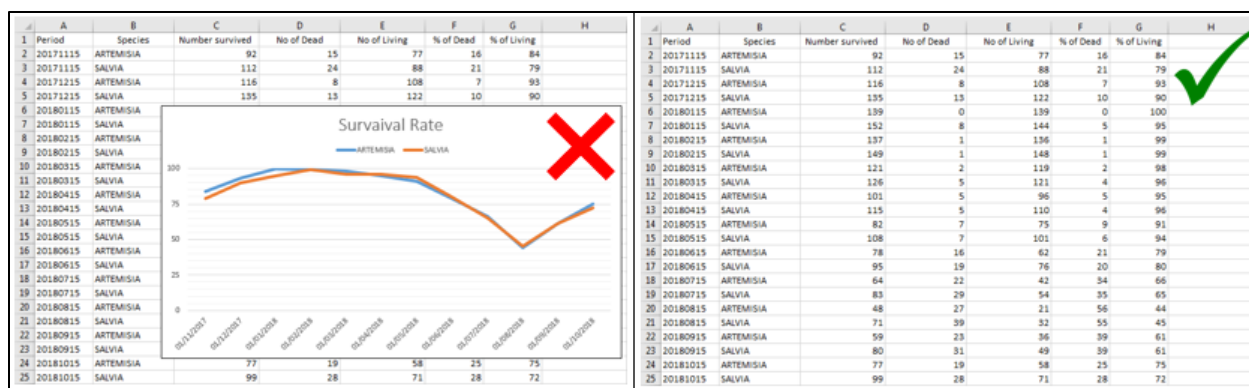 A B C D E F G H
1 Period Species Number survived No of Dead No of Living % of Dead % of Living
2 20171115 ARTEMISIA 92 15 77 16 84
3 20171115 SALVIA 112 24 88 21 79
4 20171215 ARTEMISIA 116 8 108 7 93
5 20171215 SALVIA 135 13 122 10 90
6 20180115 ARTEMISIA
7 20180115 SALVIA
8 20180215 ARTEMISIA
9 20180215 SALVIA
10 20180315 ARTEMISIA
11 20180315 SALVIA
12 20180415 ARTEMISIA
13 20180415 SALVIA
14 20180515 ARTEMISIA
15 20180515 SALVIA
16 20180615 ARTEMISIA
17 20180615 SALVIA
18 20180715 ARTEMISIA
19 20180715 SALVIA
20 20180815 ARTEMISIA
21 20180815 SALVIA
22 20180915 ARTEMISIA
23 20180915 SALVIA
24 20181015 ARTEMISIA 77 19 58 25 75
25 20181015 SALVIA 99 28 71 28 72
Survaival Rate
ARTEMISIA SALVIA
100
75
50
25
0
01/11/2017 01/12/2017 01/01/2018 01/02/2018 01/03/2018 01/04/2018 01/05/2018 01/06/2018 01/07/2018 01/08/2018 01/09/2018 01/10/2018
A B C D E F G H
1 Period Species Number survived No of Dead No of Living % of Dead % of Living
2 20171115 ARTEMISIA 92 15 77 16 84
3 20171115 SALVIA 112 24 88 21 79
4 20171215 ARTEMISIA 116 8 108 7 93
5 20171215 SALVIA 135 13 122 10 90
6 20180115 ARTEMISIA 139 0 139 0 100
7 20180115 SALVIA 152 8 144 5 95
8 20180215 ARTEMISIA 137 1 136 1 99
9 20180215 SALVIA 149 1 148 1 99
10 20180315 ARTEMISIA 121 2 119 2 98
11 20180315 SALVIA 126 5 121 4 96
12 20180415 ARTEMISIA 101 5 96 5 95
13 20180415 SALVIA 115 5 110 4 96
14 20180515 ARTEMISIA 82 7 75 9 91
15 20180515 SALVIA 108 7 101 6 94
16 20180615 ARTEMISIA 78 16 62 21 79
17 20180615 SALVIA 95 19 76 20 80
18 20180715 ARTEMISIA 64 22 42 34 66
19 20180715 SALVIA 83 29 54 35 65
20 20180815 ARTEMISIA 48 27 21 56 44
21 20180815 SALVIA 71 39 32 55 45
22 20180915 ARTEMISIA 59 23 36 39 61
23 20180915 SALVIA 80 31 49 39 61
24 20181015 ARTEMISIA 77 19 58 25 75
25 20181015 SALVIA 99 28 71 28 72